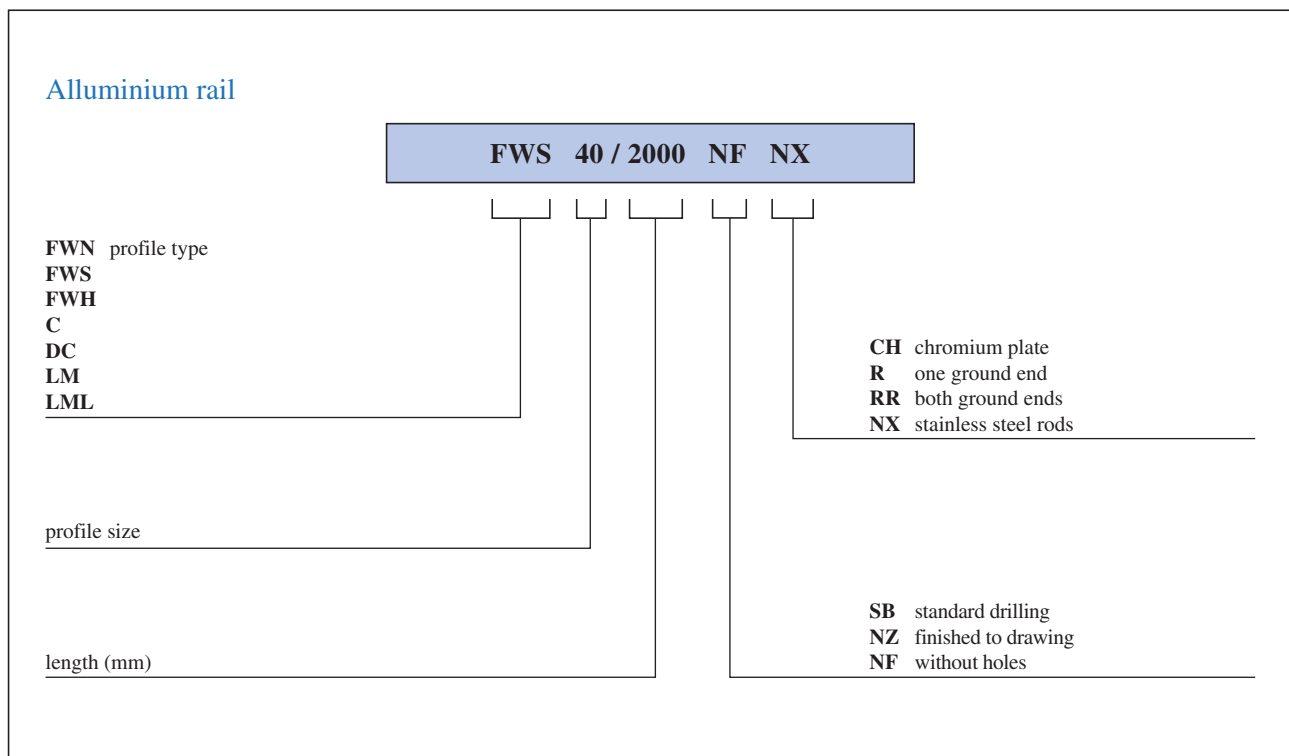 Alluminium rail
FWS 40 / 2000 NF NX
FWN profile type
FWS
FWH
C
DC
LM
LML
CH chromium plate
R one ground end
RR both ground ends
NX stainless steel rods
profile size
SB standard drilling
NZ finished to drawing
NF without holes
length (mm)